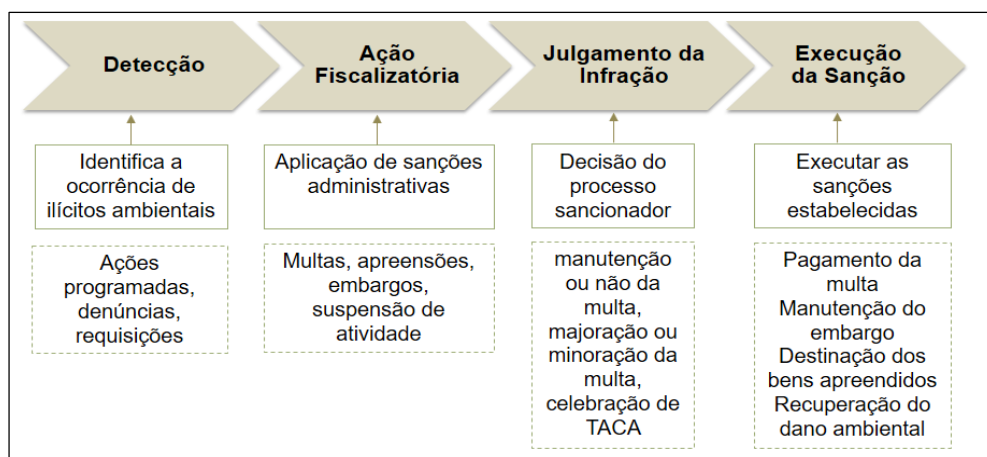 Detecção
Ação
Fiscalizatória
Julgamento da
Infração
Execução
da Sanção
Identifica a
ocorrência de
ilícitos ambientais
Aplicação de sanções
administrativas
Decisão do
processo
sancionador
Executar as
sanções
estabelecidas
Ações
programadas,
denúncias,
requisições
Multas, apreensões,
embargos,
suspensão de
atividade
manutenção
ou não da
multa,
majoração ou
minoração da
multa,
celebração de
TACA
Pagamento da
multa
Manutenção do
embargo
Destinação dos
bens apreendidos
Recuperação do
dano ambiental